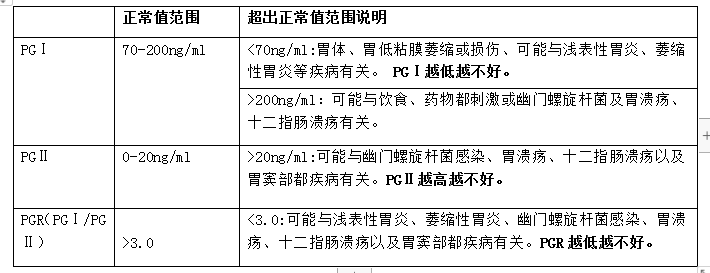 正常值范围 超出正常值范围说明
PGⅠ 70-200ng/ml <70ng/ml:胃体、胃低粘膜萎缩或损伤、可能与浅表性胃炎、萎缩
性胃炎等疾病有关。 PGⅠ越低越不好。
>200ng/ml: 可能与饮食、药物都刺激或幽门螺旋杆菌及胃溃疡、
十二指肠溃疡有关。
PGⅡ 0-20ng/ml >20ng/ml:可能与幽门螺旋杆菌感染、胃溃疡、十二指肠溃疡以及
胃窦部都疾病有关。PGⅡ越高越不好。
PGR(PGⅠ/PG <3.0:可能与浅表性胃炎、萎缩性胃炎、幽门螺旋杆菌感染、胃溃
Ⅱ) >3.0 疡、十二指肠溃疡以及胃窦部都疾病有关。PGR越低越不好。